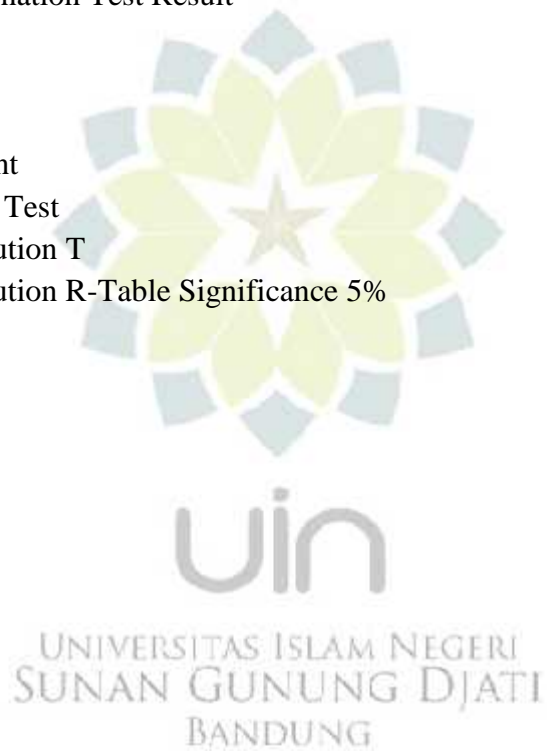 nation Test Result
nt
Test
ution T
ution R-Table Significance 5%
uin
UNIVERSITAS ISLAM NEGERI
SUNAN GUNUNG DJATI
BANDUNG